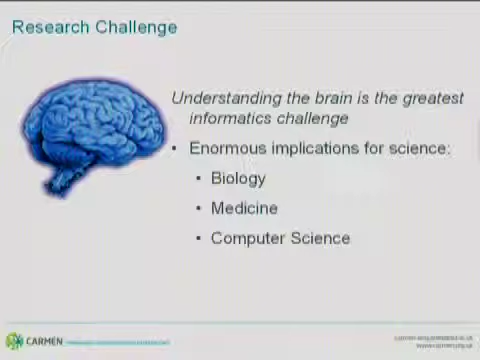 Research Challenge
Understanding the brain is the greatest
informatics challenge
• Enormous implications for science:
• Biology
• Medicine
• Computer Science
CARMEN